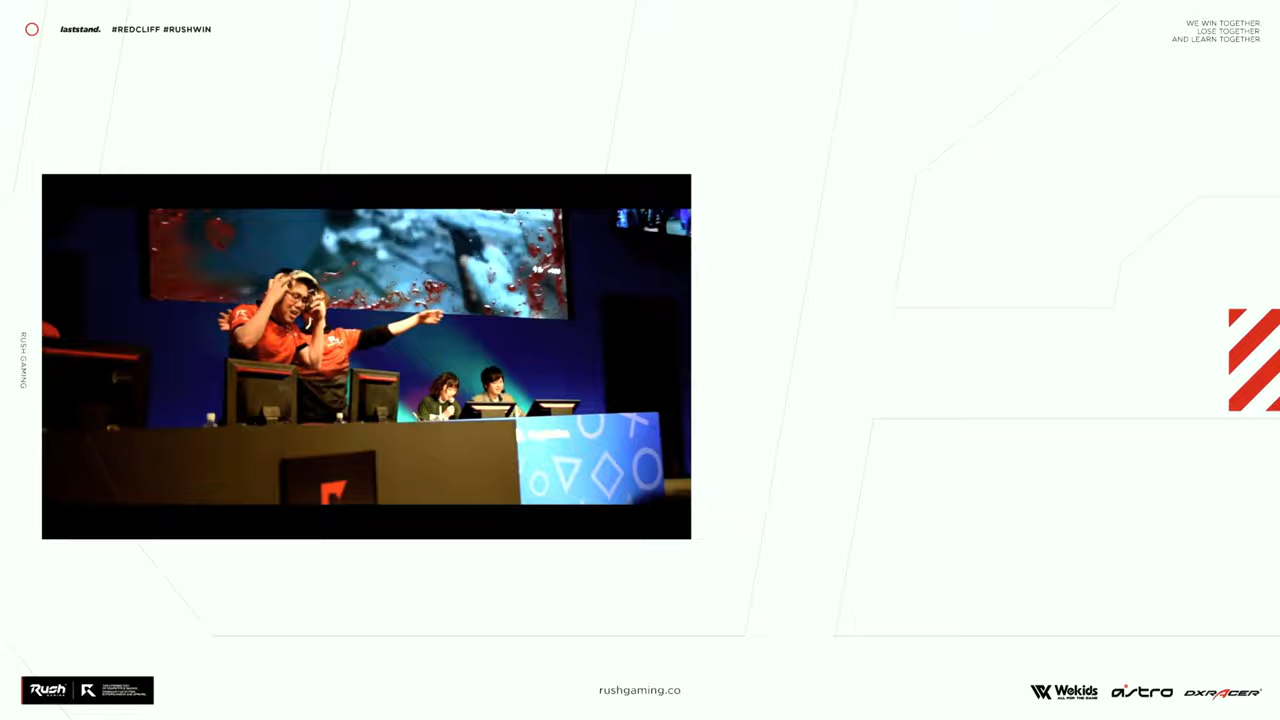 laststand. #REDCLIFF #RUSHWIN
WE WIN TOGETHER.
LOSE TOGETHER
AND LEARN TOGETHER.
RUSH GAMING
Rush
GAMING
rushgaming.co
Wekids
ALL FOR THE GAME
astro
DXRACER